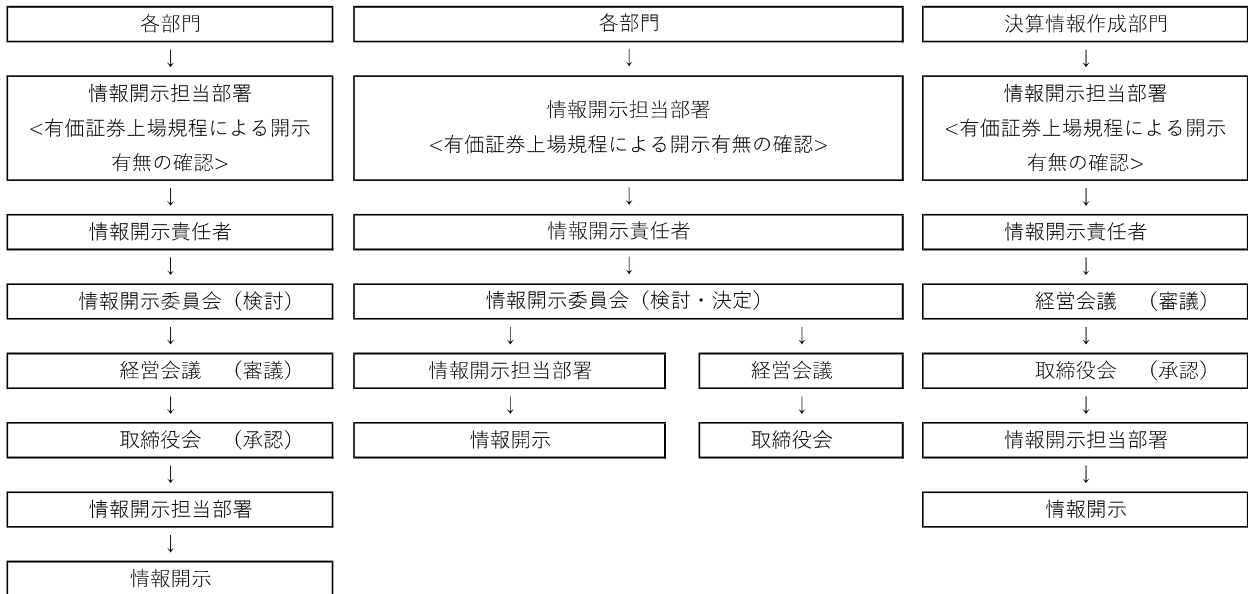 各部門
↓
情報開示担当部署
<有価証券上場規程による開示
有無の確認>
↓
情報開示責任者
↓
情報開示委員会（検討）
↓
経営会議　（審議）
↓
取締役会　（承認）
↓
情報開示担当部署
↓
情報開示
各部門
↓
情報開示担当部署
<有価証券上場規程による開示有無の確認>
↓
情報開示責任者
↓
情報開示委員会（検討・決定）
↓
情報開示担当部署
↓
情報開示
↓
経営会議
↓
取締役会
決算情報作成部門
↓
情報開示担当部署
<有価証券上場規程による開示
有無の確認>
↓
情報開示責任者
↓
経営会議　（審議）
↓
取締役会　（承認）
↓
情報開示担当部署
↓
情報開示